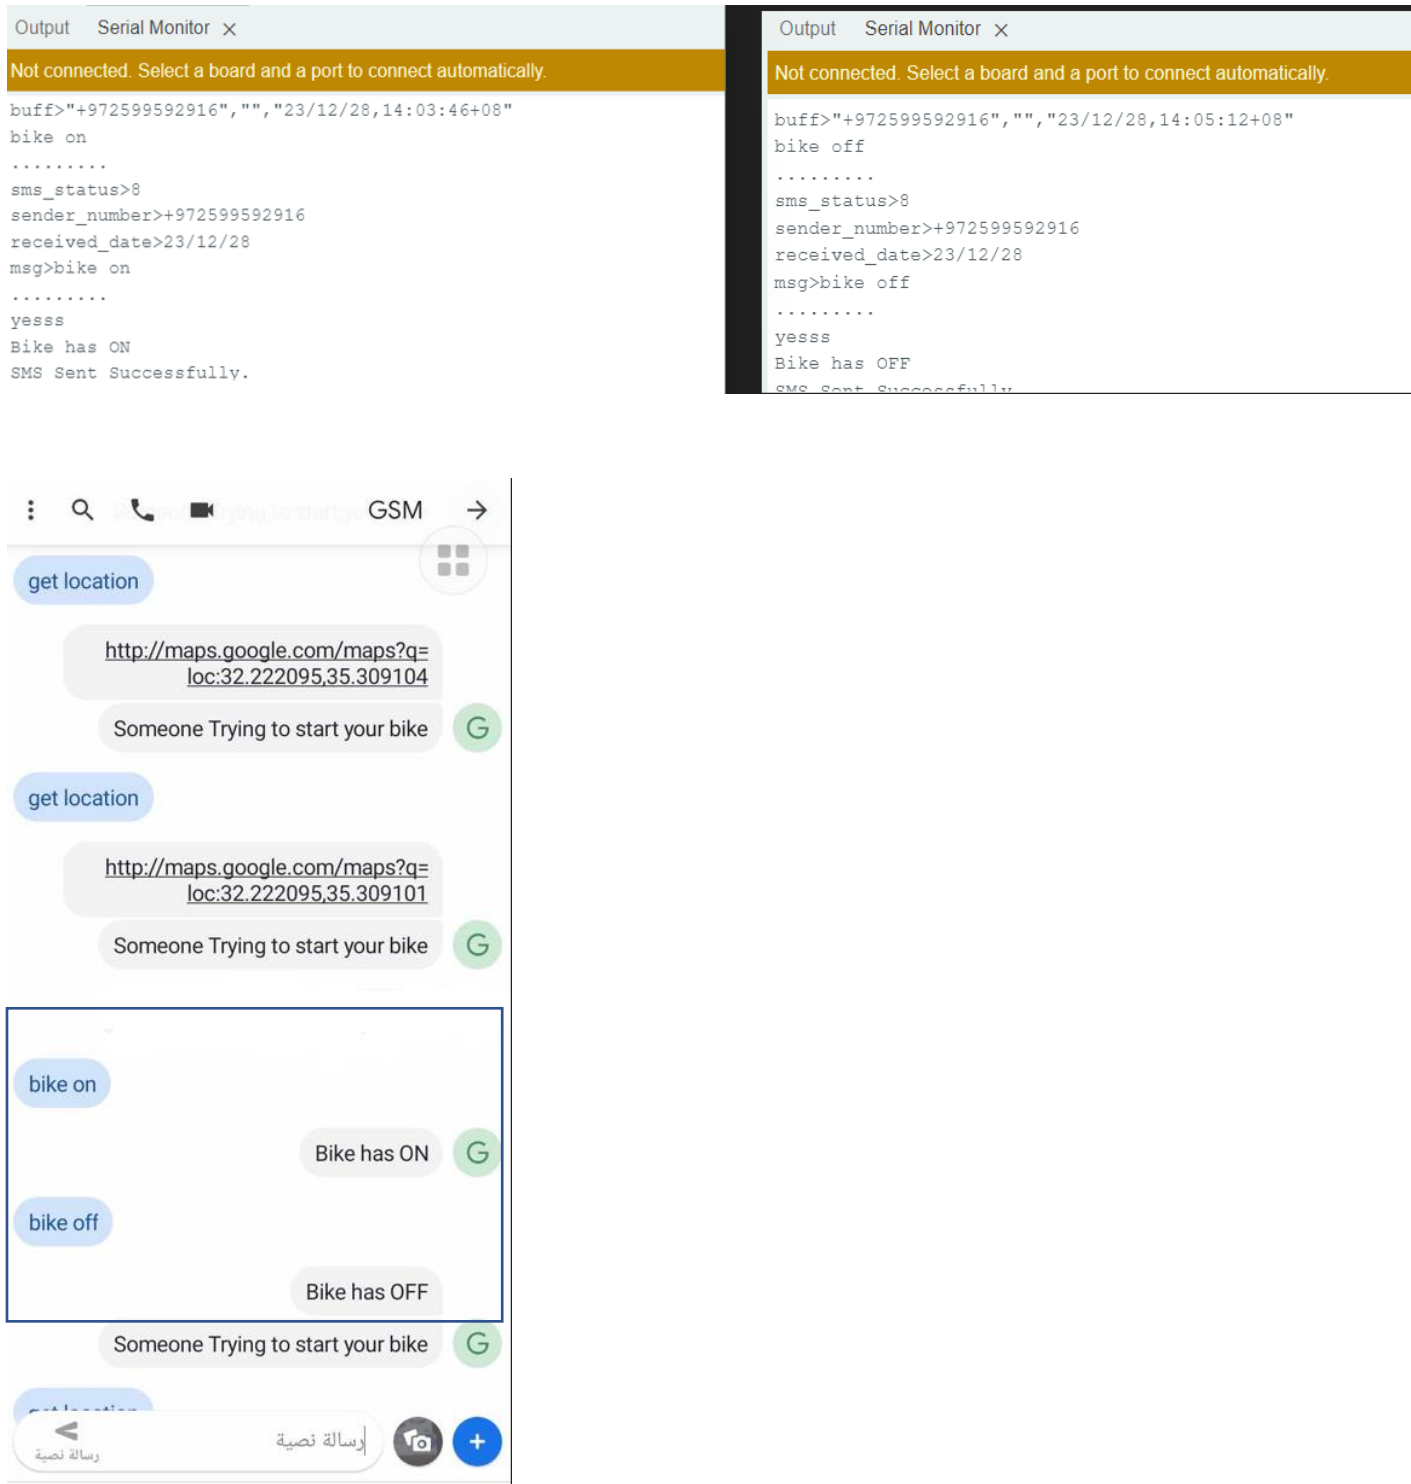 Output Serial Monitor ×
Not connected. Select a board and a port to connect automatically.
buff>"+972599592916","","23/12/28,14:03:46+08"
bike on
.........
sms_status>8
sender_number>+972599592916
received_date>23/12/28
msg>bike on
.........
yesss
Bike has ON
SMS Sent Successfully.
Output Serial Monitor ×
Not connected. Select a board and a port to connect automatically.
buff>"+972599592916","","23/12/28,14:05:12+08"
bike off
.........
sms_status>8
sender_number>+972599592916
received_date>23/12/28
msg>bike off
.........
yesss
Bike has OFF
SMS Sent Successfully
GSM
get location
http://maps.google.com/maps?q=
loc:32.222095,35.309104
Someone Trying to start your bike
G
get location
http://maps.google.com/maps?q=
loc:32.222095,35.309101
Someone Trying to start your bike
G
bike on
Bike has ON
G
bike off
Bike has OFF
Someone Trying to start your bike
G
get location
رسالة نصية
رسالة نصية